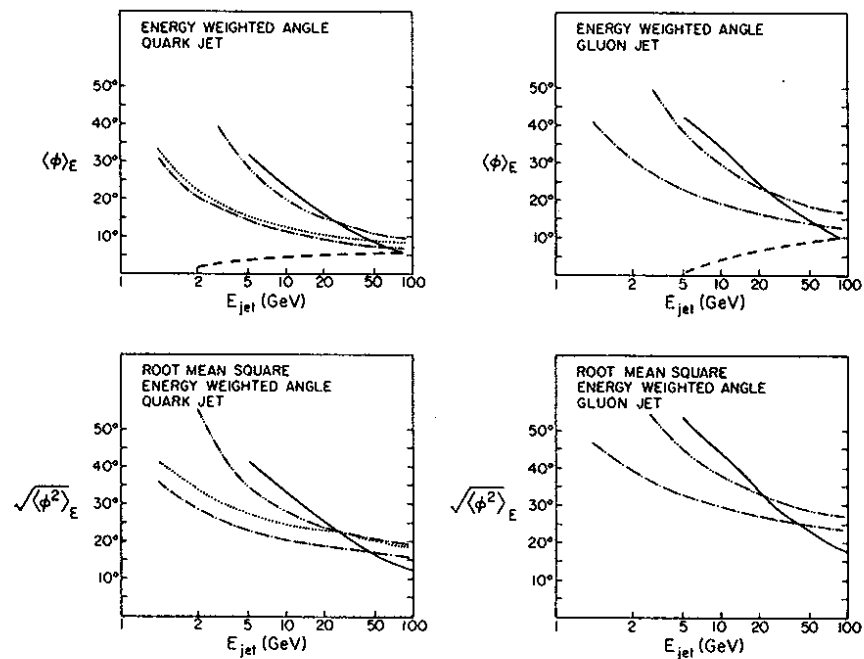 ENERGY WEIGHTED ANGLE
QUARK JET
50°
40°
⟨φ⟩E
30°
20°
10°
1 2 5 10 20 50 100
Ejet (GeV)
ENERGY WEIGHTED ANGLE
GLUON JET
50°
40°
⟨φ⟩E
30°
20°
10°
1 2 5 10 20 50 100
Ejet (GeV)
ROOT MEAN SQUARE
ENERGY WEIGHTED ANGLE
QUARK JET
50°
40°
√⟨φ²⟩E
30°
20°
10°
1 2 5 10 20 50 100
Ejet (GeV)
ROOT MEAN SQUARE
ENERGY WEIGHTED ANGLE
GLUON JET
50°
40°
√⟨φ²⟩E
30°
20°
10°
1 2 5 10 20 50 100
Ejet (GeV)